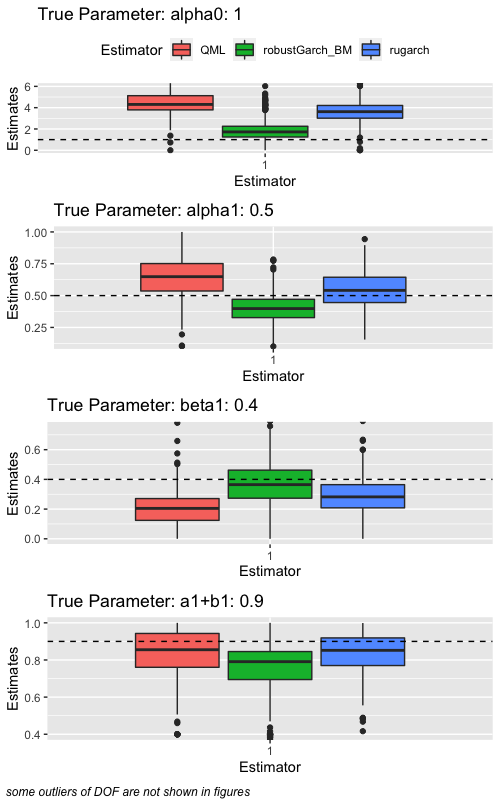 True Parameter: alpha0: 1
Estimator QML robustGarch_BM rugarch
Estimates
6
4
2
0
1
Estimator
True Parameter: alpha1: 0.5
Estimates
1.00
0.75
0.50
0.25
1
Estimator
True Parameter: beta1: 0.4
Estimates
0.6
0.4
0.2
0.0
1
Estimator
True Parameter: a1+b1: 0.9
Estimates
1.0
0.8
0.6
0.4
1
Estimator
some outliers of DOF are not shown in figures